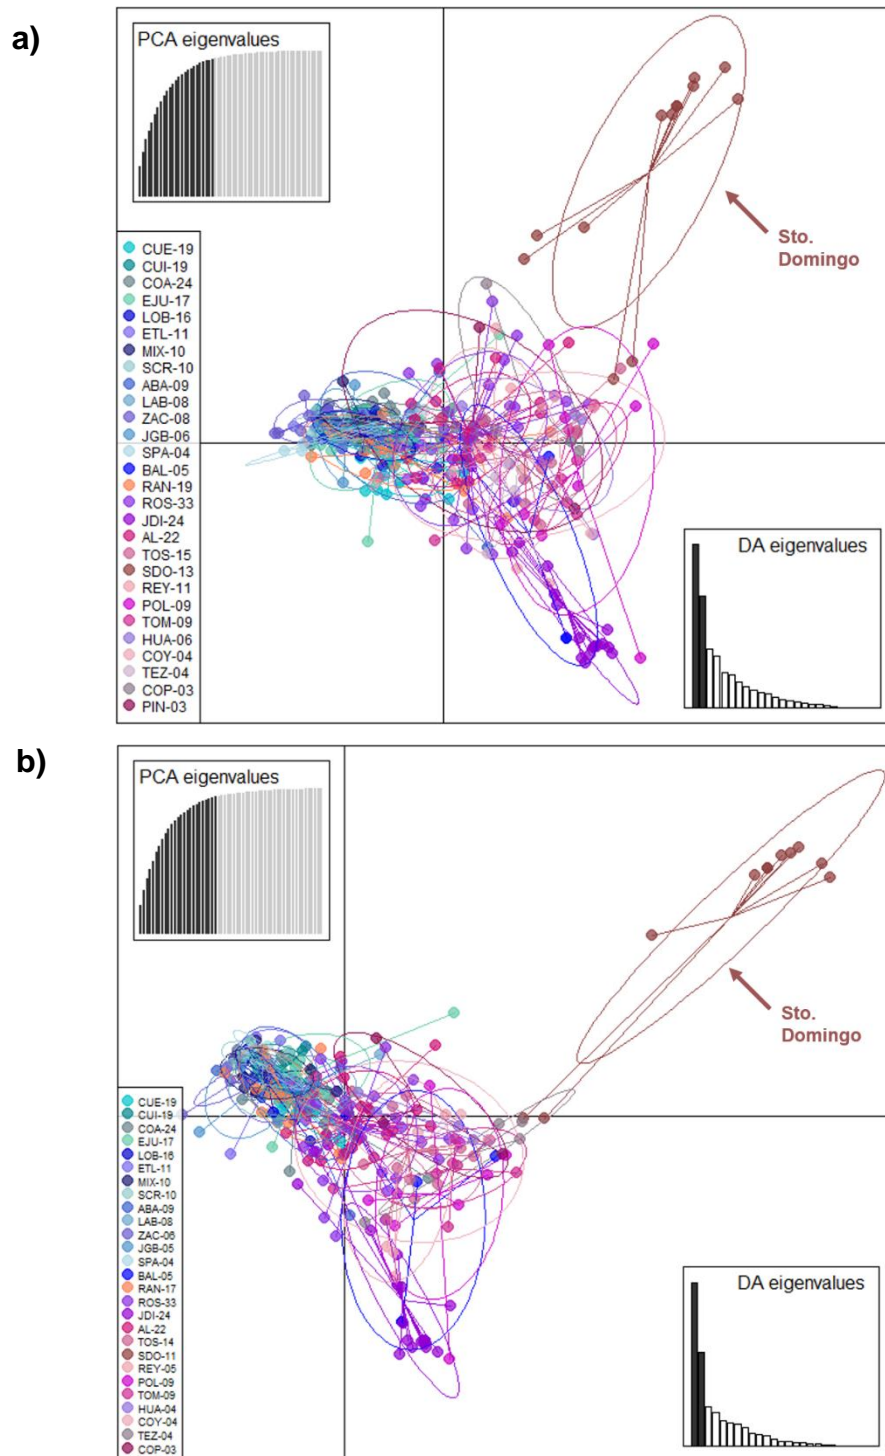 a)
PCA eigenvalues
Sto.
Domingo
CUE-19
CUI-19
COA-24
EJU-17
LOB-16
ETL-11
MIX-10
SCR-10
ABA-09
LAB-08
ZAC-08
JGB-06
SPA-04
BAL-05
RAN-19
ROS-33
JDI-24
AL-22
TOS-15
SDO-13
REY-11
POL-09
TOM-09
HUA-06
COY-04
TEZ-04
COP-03
PIN-03
DA eigenvalues
b)
PCA eigenvalues
Sto.
Domingo
CUE-19
CUI-19
COA-24
EJU-17
LOB-16
ETL-11
MIX-10
SCR-10
ABA-09
LAB-08
ZAC-06
JGB-05
SPA-04
BAL-05
RAN-17
ROS-33
JDI-24
AL-22
TOS-14
SDO-11
REY-05
POL-09
TOM-09
HUA-04
COY-04
TEZ-04
COP-03
DA eigenvalues